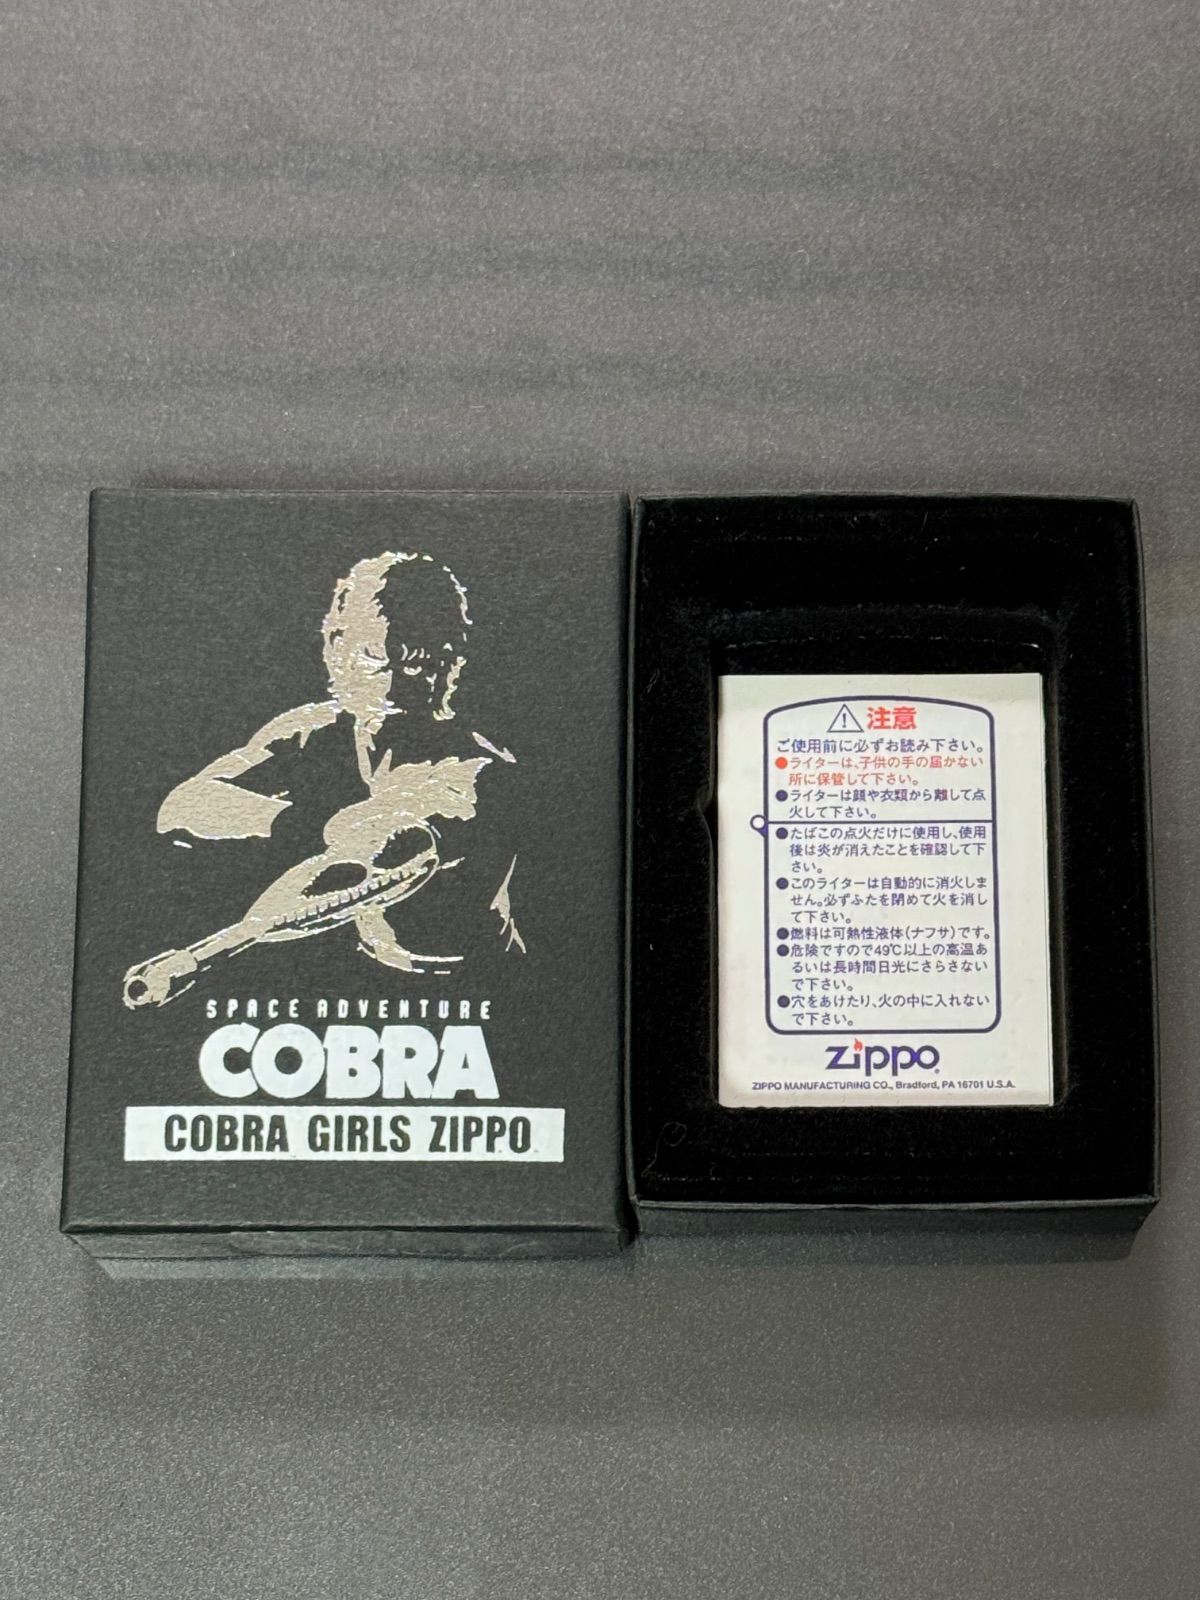 SPACE ADVENTURE
COBRA
COBRA GIRLS ZIPPO
注意
ご使用前に必ずお読み下さい。
●ライターは、子供の手の届かない
所に保管して下さい。
●ライターは顔や衣類から離して点
火して下さい。
●たばこの点火だけに使用し、使用
後は炎が消えたことを確認して下
さい。
●このライターは自動的に消火しま
せん。必ずふたを閉めて火を消し
て下さい。
●燃料は可熱性液体(ナフサ)です。
●危険ですので49℃以上の高温あ
るいは長時間日光にさらさない
で下さい。
●穴をあけたり、火の中に入れない
で下さい。
zippo
ZIPPO MANUFACTURING CO., Bradford, PA 16701 U.S.A.